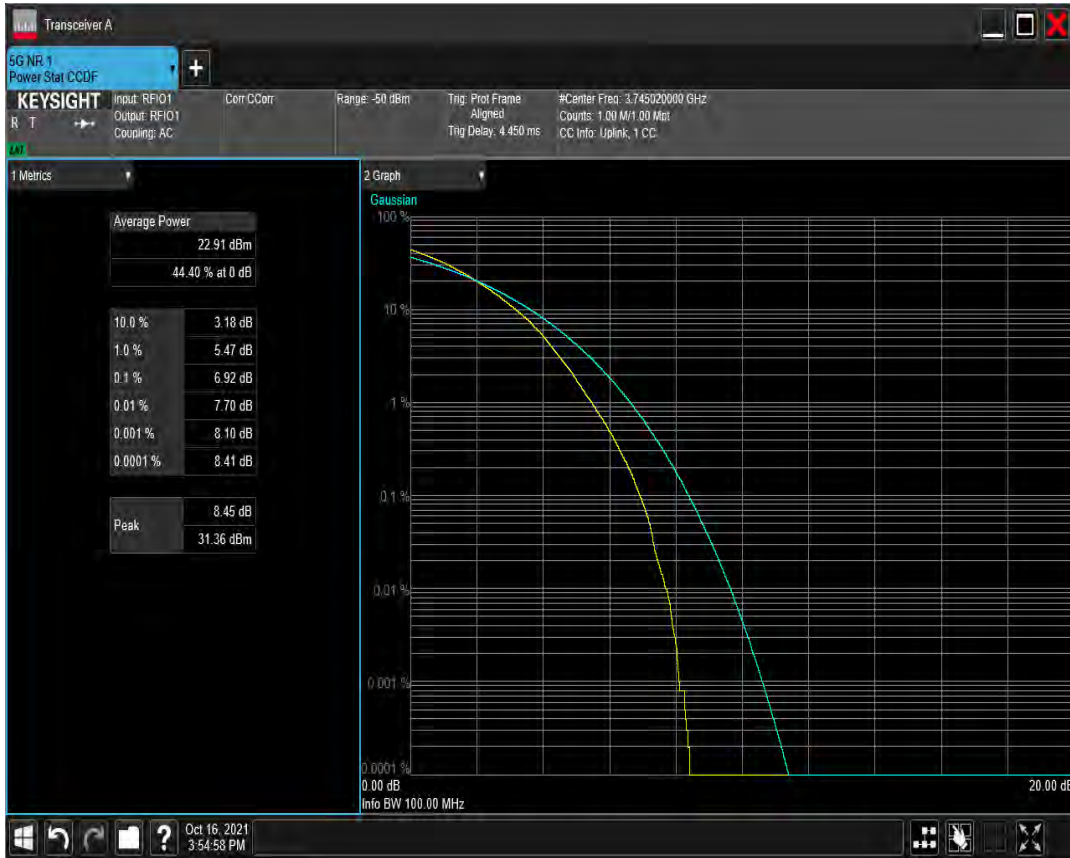 Transceiver A
5G NR 1
Power Stat CCDF
+
KEYSIGHT
R T
LXI
Input: RFIO1
Output: RFIO1
Coupling: AC
Corr CCorr
Range: -50 dBm
Trig: Prot Frame
Aligned
Trig Delay: 4.450 ms
#Center Freq: 3.745020000 GHz
Counts: 1.00 M/1.00 Mpt
CC Info: Uplink, 1 CC
1 Metrics
Average Power
22.91 dBm
44.40 % at 0 dB
10.0 % 3.18 dB
1.0 % 5.47 dB
0.1 % 6.92 dB
0.01 % 7.70 dB
0.001 % 8.10 dB
0.0001 % 8.41 dB
Peak
8.45 dB
31.36 dBm
2 Graph
Gaussian
100 %
10 %
1 %
0.1 %
0.01 %
0.001 %
0.0001 %
0.00 dB 20.00 dB
Info BW 100.00 MHz
? Oct 16, 2021
3:54:58 PM